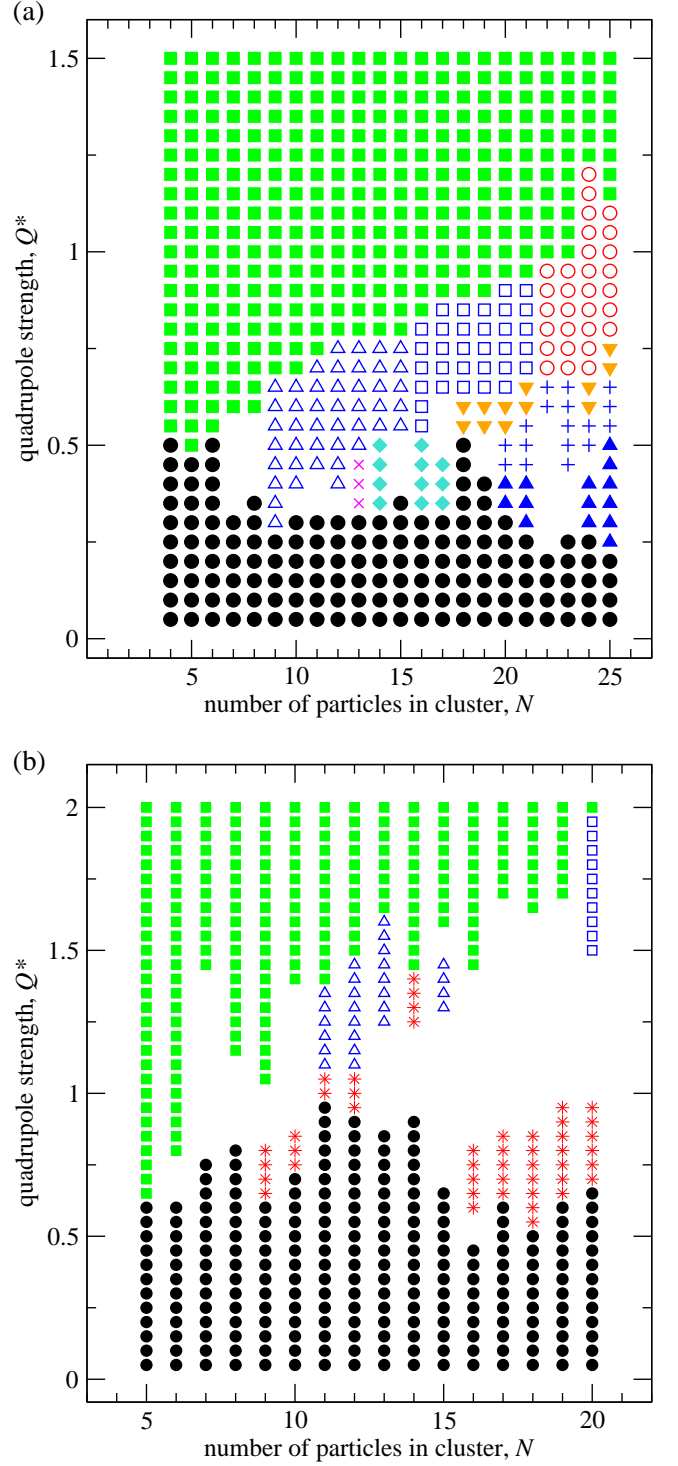 (a)
1.5
1
0.5
0
quadrupole strength, Q*
5 10 15 20 25
number of particles in cluster, N
(b)
2
1.5
1
0.5
0
quadrupole strength, Q*
5 10 15 20
number of particles in cluster, N